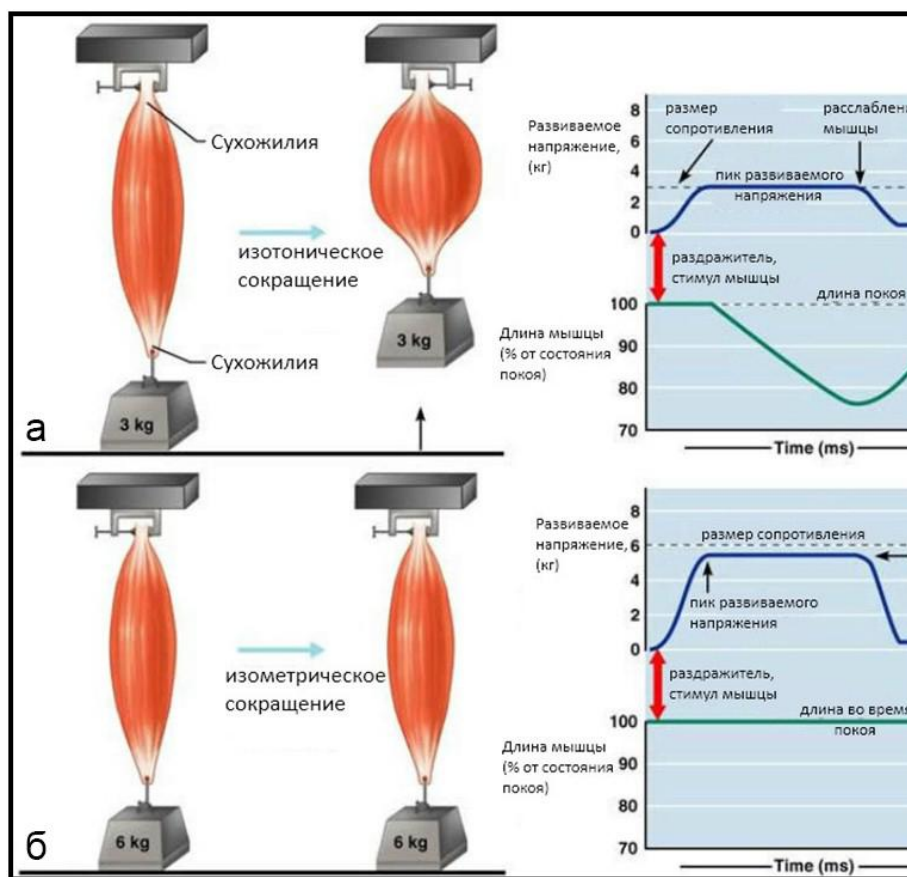 Сухожилия
изотоническое
сокращение
Сухожилия
3 kg
3 kg
а
Развиваемое
напряжение,
(кг)
размер
сопротивления
расслаблени
мышцы
8
6
4
2
0
пик развиваемого
напряжения
раздражитель,
стимул мышцы
длина покоя
Длина мышцы
(% от состояния
покоя)
100
90
80
70
Time (ms)
изометрическое
сокращение
6 kg
6 kg
б
Развиваемое
напряжение,
(кг)
8
6
4
2
0
размер сопротивления
пик развиваемого
напряжения
раздражитель,
стимул мышцы
длина во время
покоя
Длина мышцы
(% от состояния
покоя)
100
90
80
70
Time (ms)